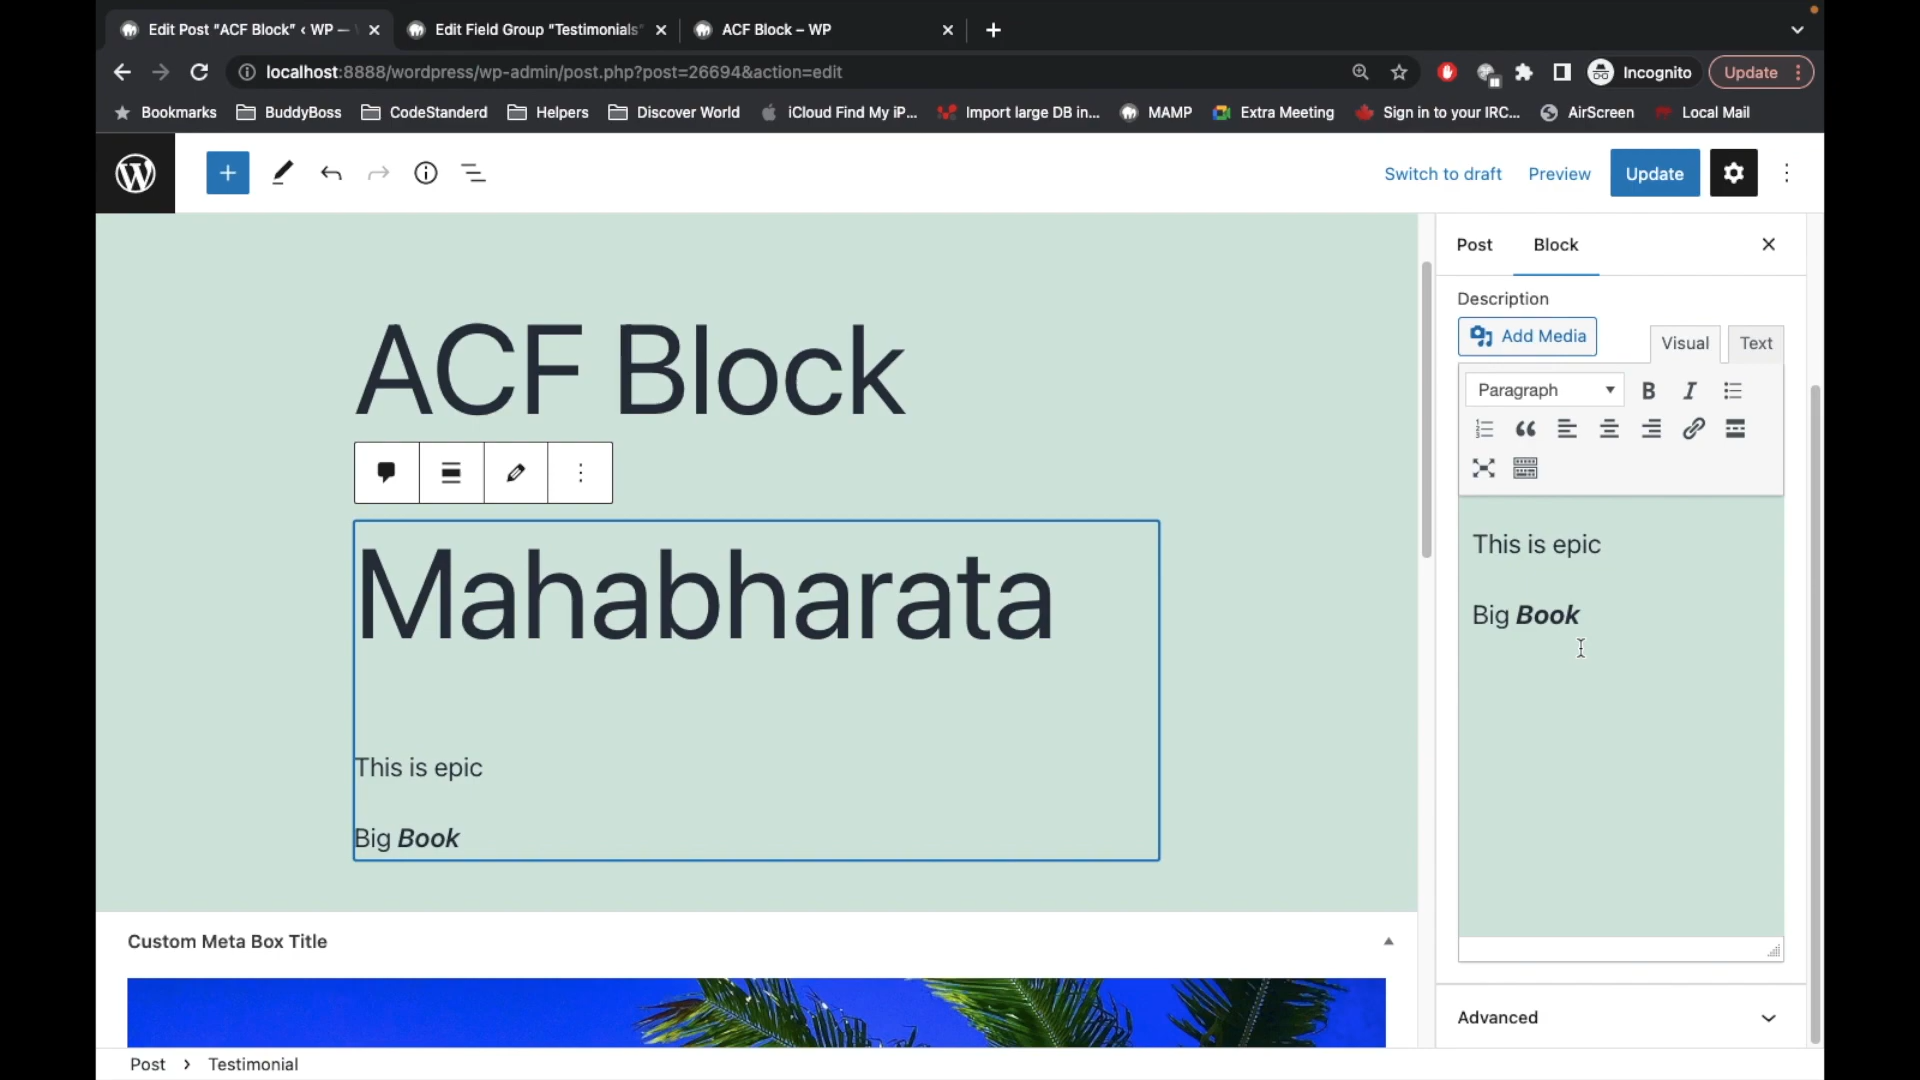 Edit Post "ACF Block" ‹ WP —
Edit Field Group "Testimonials"
ACF Block – WP
localhost:8888/wordpress/wp-admin/post.php?post=26694&action=edit
Incognito
Update
Bookmarks
BuddyBoss
CodeStanderd
Helpers
Discover World
iCloud Find My iP...
Import large DB in...
MAMP
Extra Meeting
Sign in to your IRC...
AirScreen
Local Mail
Switch to draft
Preview
Update
Post
Block
ACF Block
Mahabharata
This is epic
Big Book
Description
Add Media
Visual
Text
Paragraph
This is epic
Big Book
Custom Meta Box Title
Advanced
Post
Testimonial